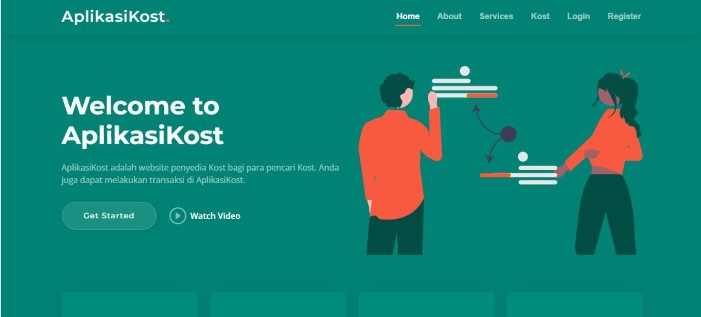 AplikasiKost.
Home About Services Kost Login Register
Welcome to
AplikasiKost
AplikasiKost adalah website penyedia Kost bagi para pencari Kost. Anda
juga dapat melakukan transaksi di AplikasiKost.
Get Started Watch Video